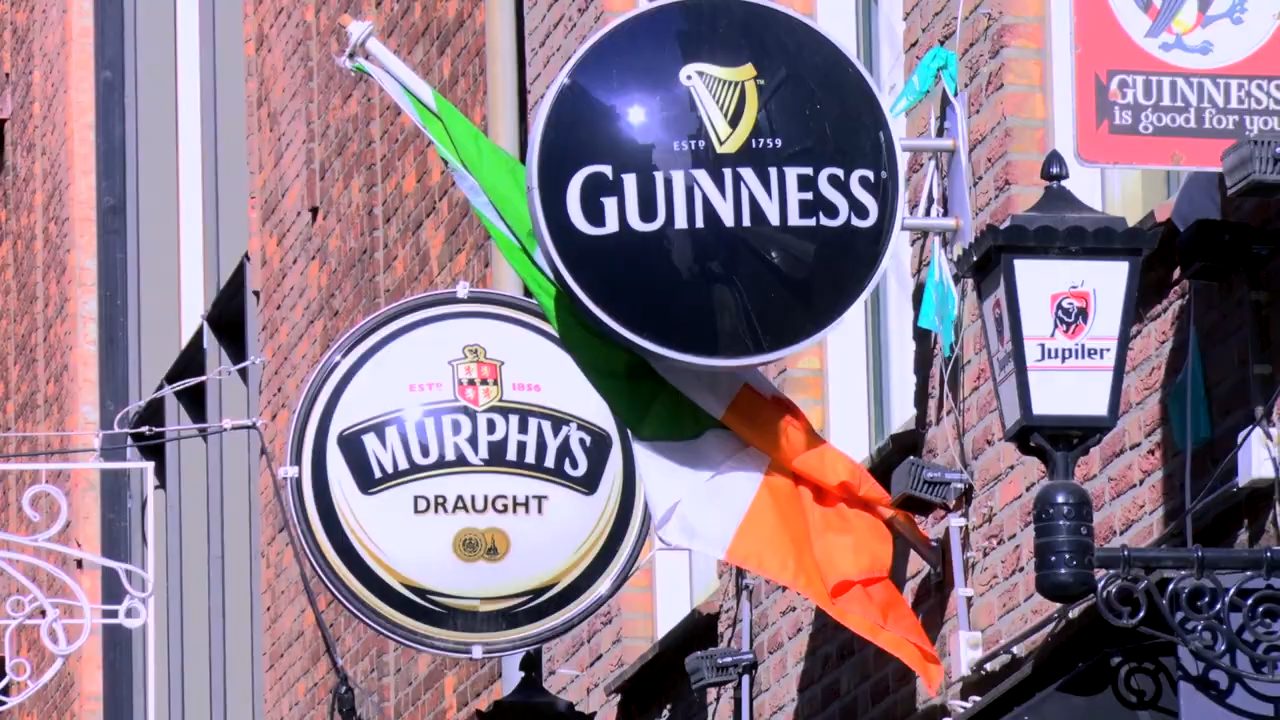 ESTD 1759
GUINNESS
GUINNESS
is good for you
Jupiler
ESTD 1856
MURPHY'S
DRAUGHT